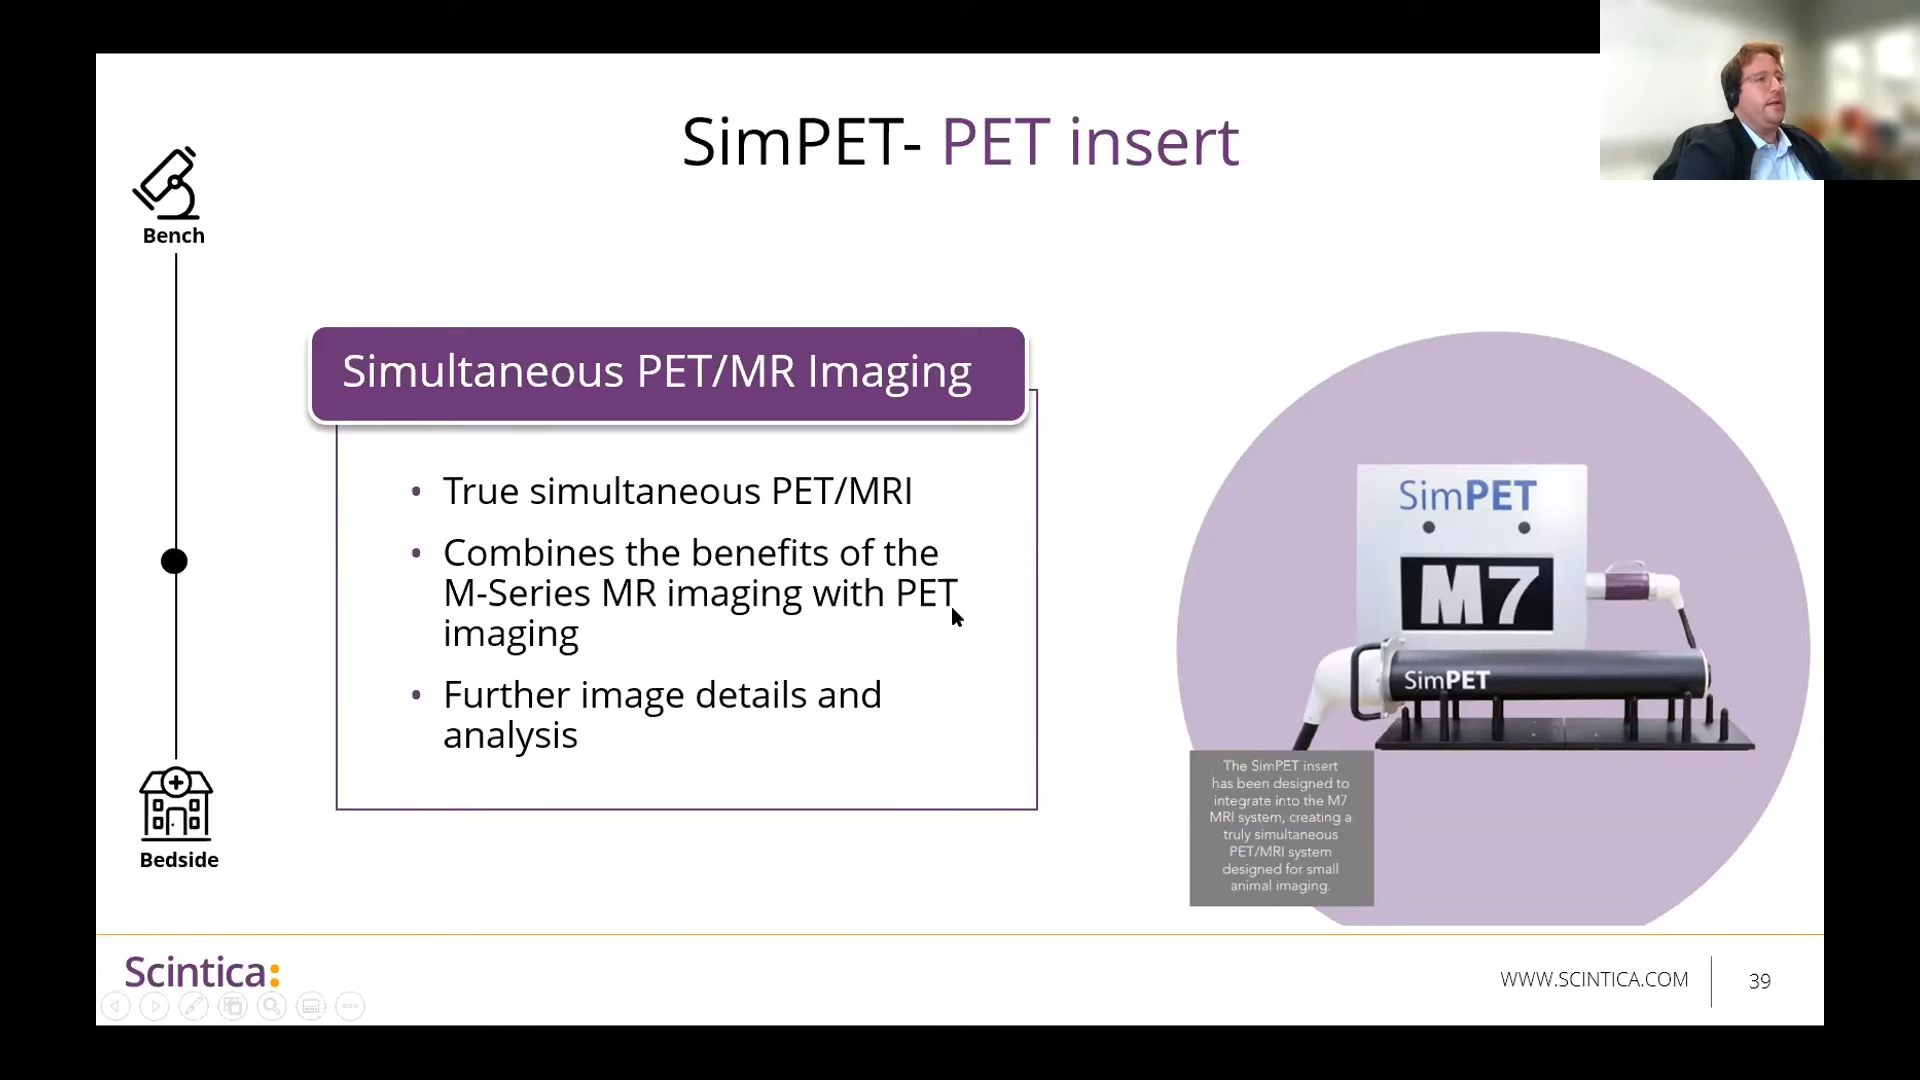 SimPET- PET insert
Bench
Simultaneous PET/MR Imaging
• True simultaneous PET/MRI
• Combines the benefits of the
M-Series MR imaging with PET
imaging
• Further image details and
analysis
SimPET
M7
SimPET
The SimPET insert
has been designed to
integrate into the M7
MRI system, creating a
truly simultaneous
PET/MRI system
designed for small
animal imaging.
Bedside
Scintica:
WWW.SCINTICA.COM
39